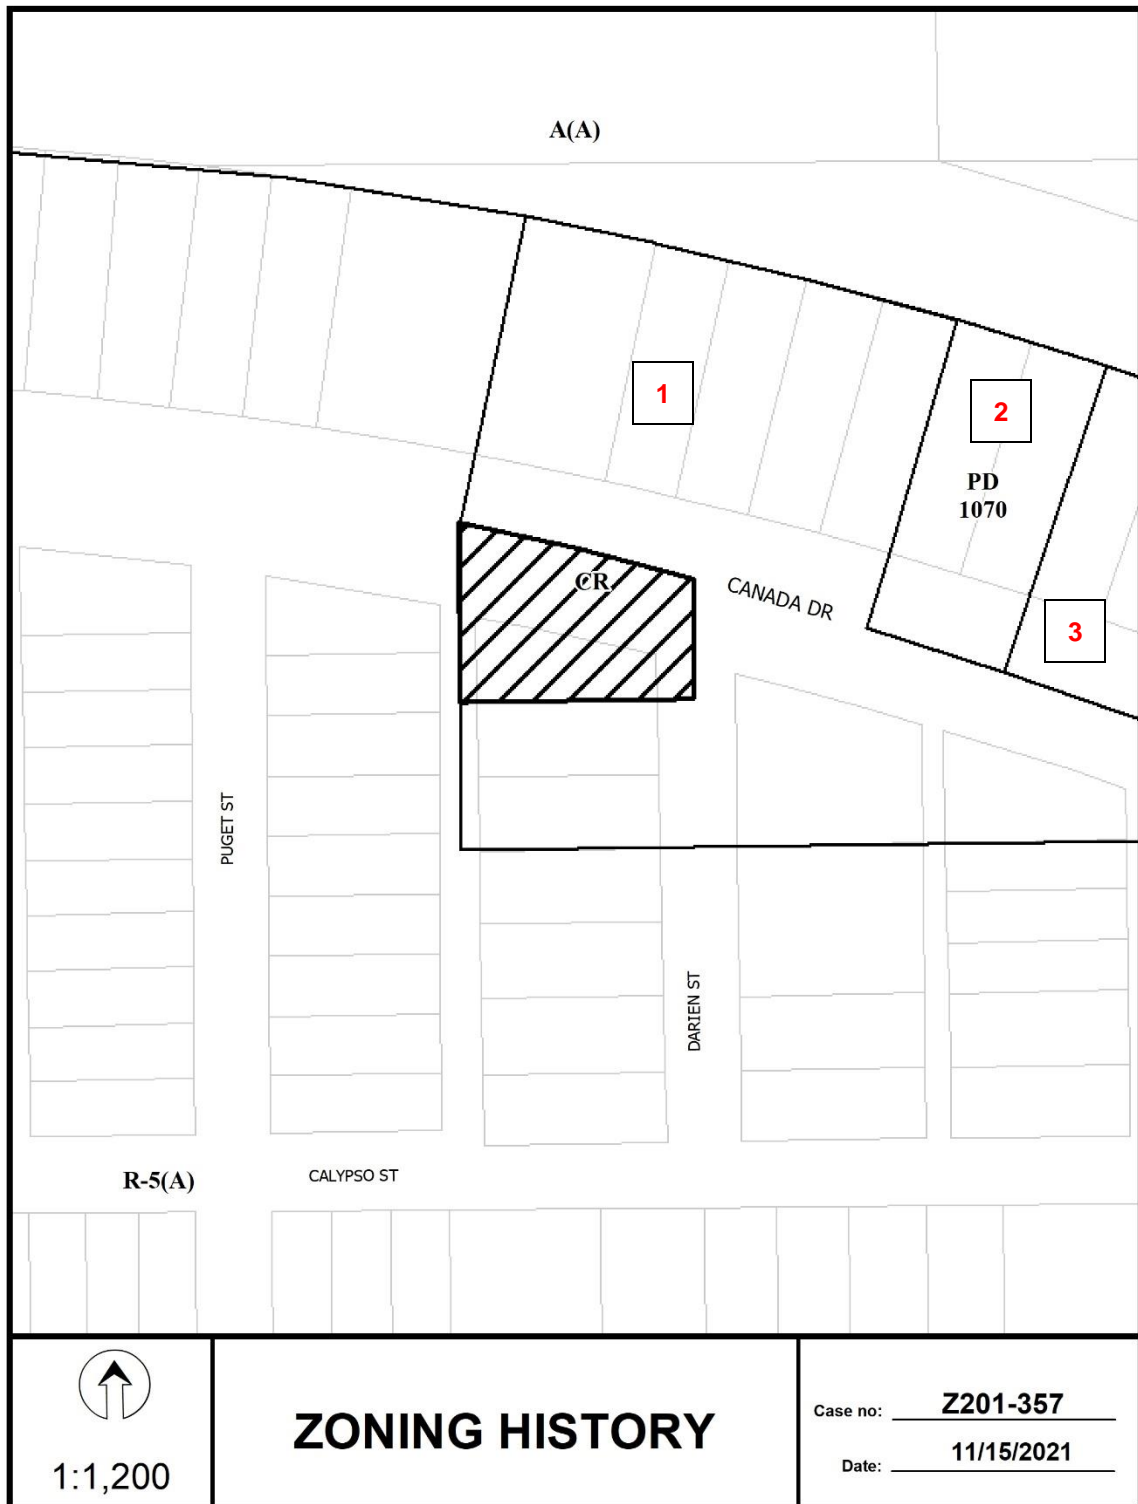 A(A)
1
2
PD
1070
CR
CANADA DR
3
PUGET ST
DARIEN ST
R-5(A)
CALYPSO ST
1:1,200
ZONING HISTORY
Case no: Z201-357
Date: 11/15/2021